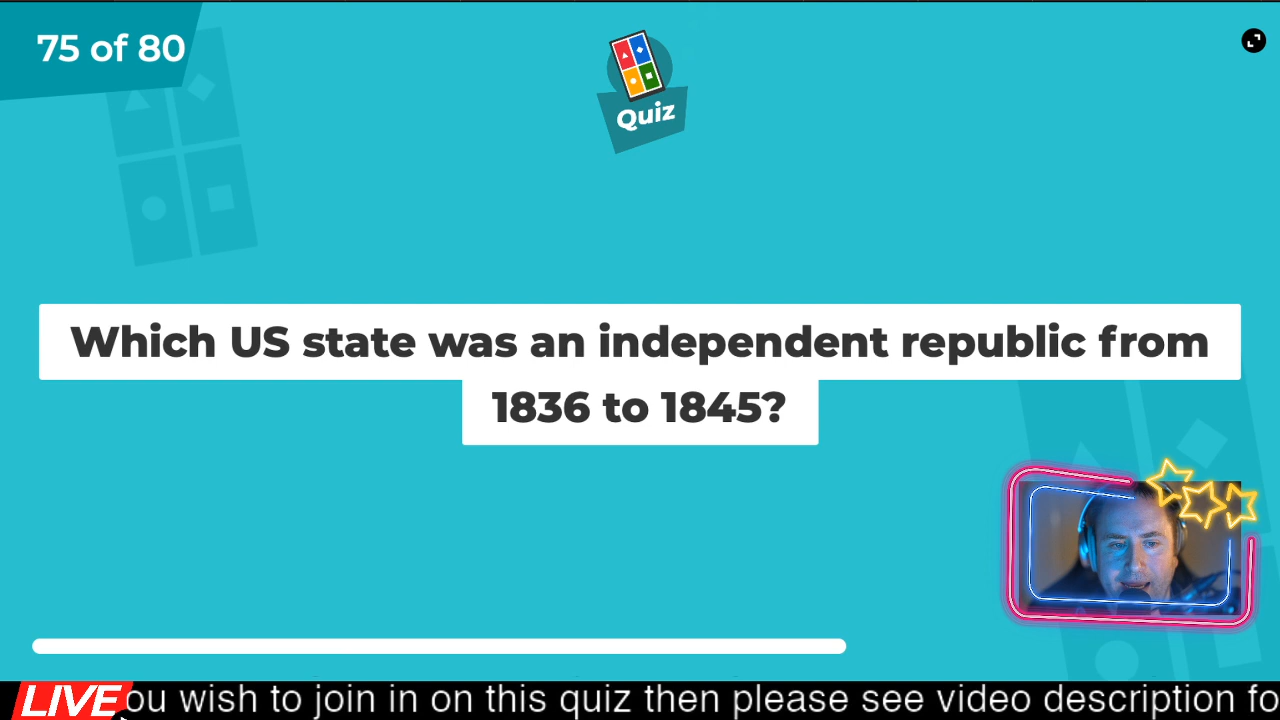 75 of 80
Quiz
Which US state was an independent republic from
1836 to 1845?
LIVE ou wish to join in on this quiz then please see video description fo